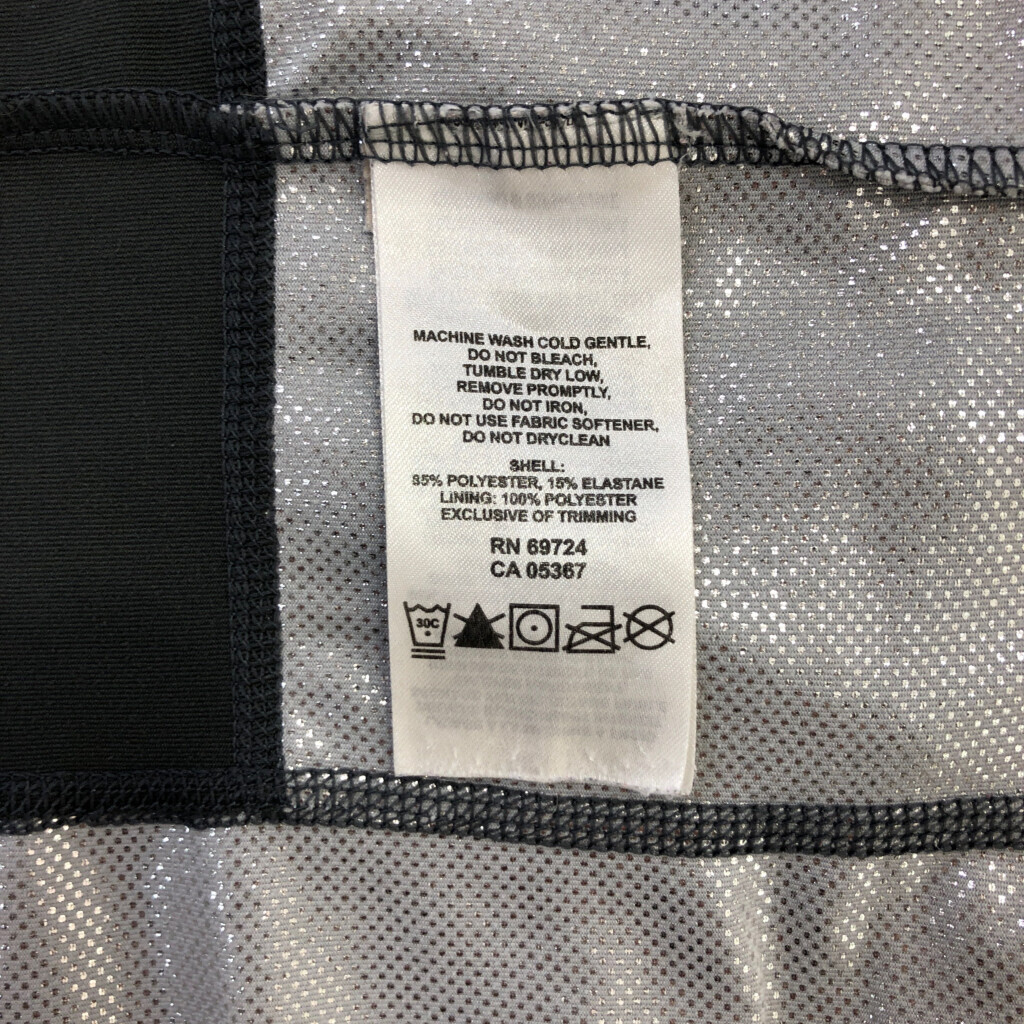 MACHINE WASH COLD GENTLE,
DO NOT BLEACH,
TUMBLE DRY LOW,
REMOVE PROMPTLY,
DO NOT IRON,
DO NOT USE FABRIC SOFTENER,
DO NOT DRYCLEAN
SHELL:
85% POLYESTER, 15% ELASTANE
LINING: 100% POLYESTER
EXCLUSIVE OF TRIMMING
RN 69724
CA 05367
30C